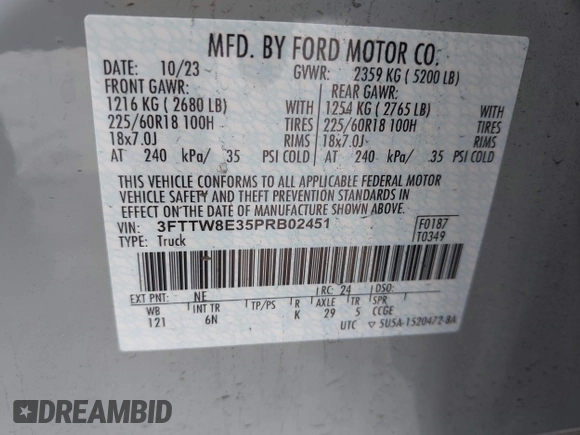 MFD. BY FORD MOTOR CO.
DATE: 10/23 GVWR: 2359 KG ( 5200 LB)
FRONT GAWR: REAR GAWR:
1216 KG ( 2680 LB) WITH 1254 KG ( 2765 LB) WITH
225/60R18 100H TIRES 225/60R18 100H TIRES
18x7.0J RIMS 18x7.0J RIMS
AT 240 kPa/ 35 PSI COLD AT 240 kPa/ 35 PSI COLD
THIS VEHICLE CONFORMS TO ALL APPLICABLE FEDERAL MOTOR
VEHICLE SAFETY AND THEFT PREVENTION STANDARDS IN
EFFECT ON THE DATE OF MANUFACTURE SHOWN ABOVE.
VIN: 3FTTW8E35PRB02451 F0187
TYPE: Truck T0349
EXT PNT: NE RC: 24 DSO:
WB INT TR TP/PS R AXLE TR SPR
121 6N K 29 5 CCGE
UTC ▽ 5U5A-1520472-BA
DREAMBID